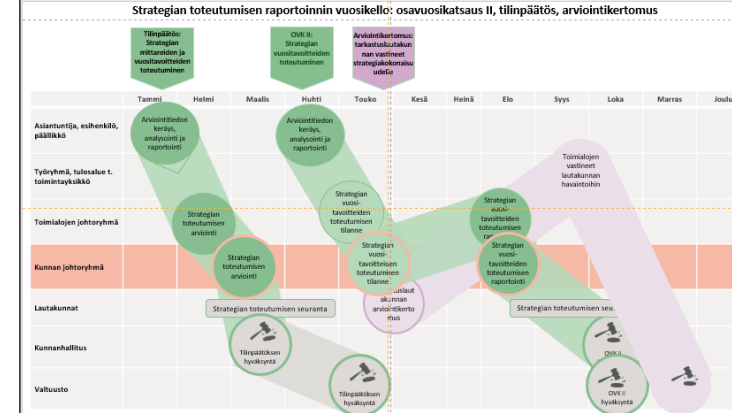 Strategian toteutumisen raportoinnin vuosikello: osavuosikatsaus II, tilinpäätös, arviointikertomus
Tilinpäätös:
Strategian
mittareiden ja
vuositavoitteiden
toteutuminen
OVK II:
Strategian
vuositavoitteiden
toteutuminen
Arviointikertomus:
tarkastuslautakun
nan vastineet
strategiakokonaisu
udelle
Tammi
Helmi
Maalis
Huhti
Touko
Kesä
Heinä
Elo
Syys
Loka
Marras
Joulu
Asiantuntija, esihenkilö,
päällikkö
Arviointitiedon
keräys,
analysointi ja
raportointi
Arviointitiedon
keräys,
analysointi ja
raportointi
Toimialojen
vastineet
lautakunnan
havaintoihin
Työryhmä, tulosalue t.
toimintayksikkö
Strategian
vuosi-
tavoitteiden
toteutumisen
tilanne
Toimialojen johtoryhmä
Strategian
toteutumisen
arviointi
Strategian
vuosi-
tavoitteiden
toteutumisen
Kunnan johtoryhmä
Strategian
toteutumisen
arviointi
Strategian
vuosi-
tavoitteisen
toteutumisen
tilanne
Strategian
vuosi-
tavoitteiden
toteutumisen
raportointi
Lautakunnat
Strategian toteutumisen seuranta
akunnan
arviointikerto
mus
Strategian toteutumisen
Kunnanhallitus
Tilinpäätöksen
hyväksyntä
OVK II
Valtuusto
Tilinpäätöksen
hyväksyntä
OVK II
hyväksyntä